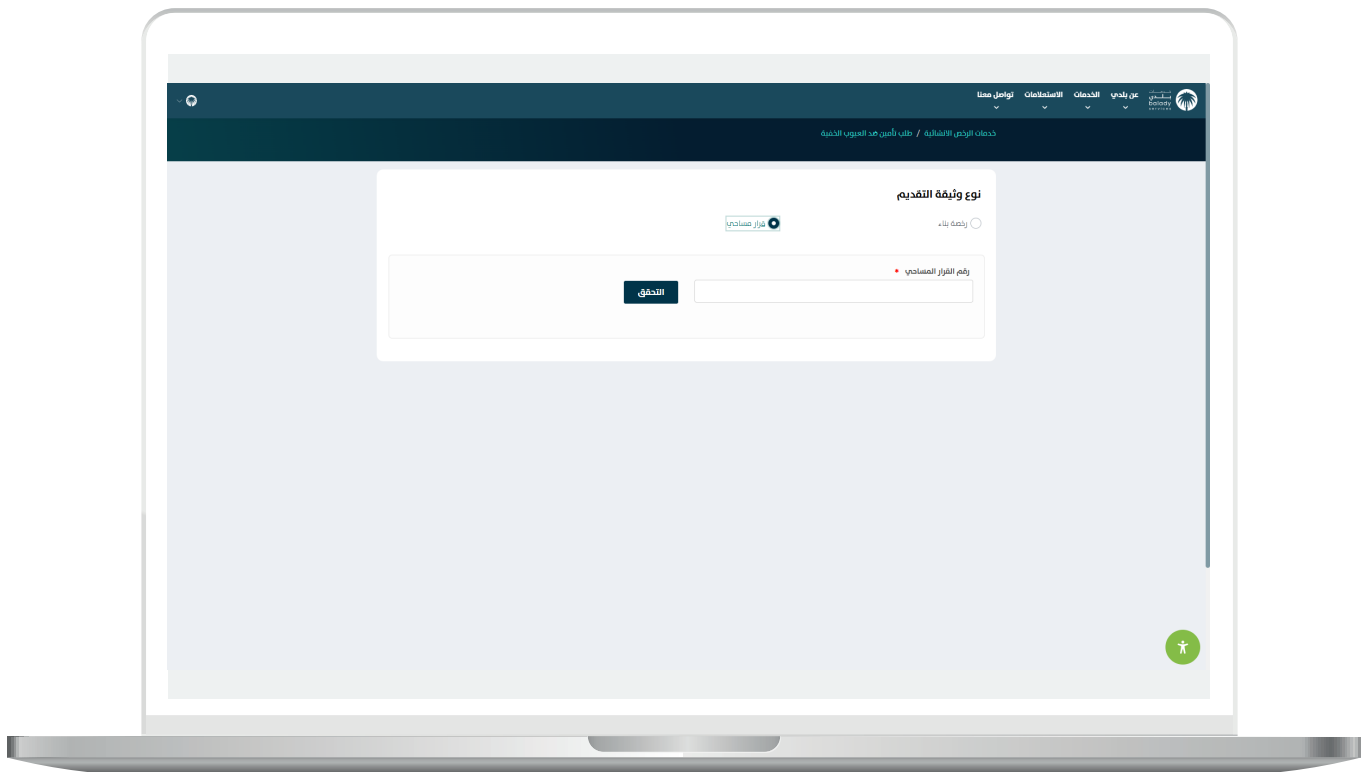 بلدي
balady
عن بلدي
الخدمات
الاستعلامات
تواصل معنا
خدمات الرخص الانشائية / طلب تأمين ضد العيوب الخفية
نوع وثيقة التقديم
رخصة بناء
قرار مساحي
رقم القرار المساحي
التحقق